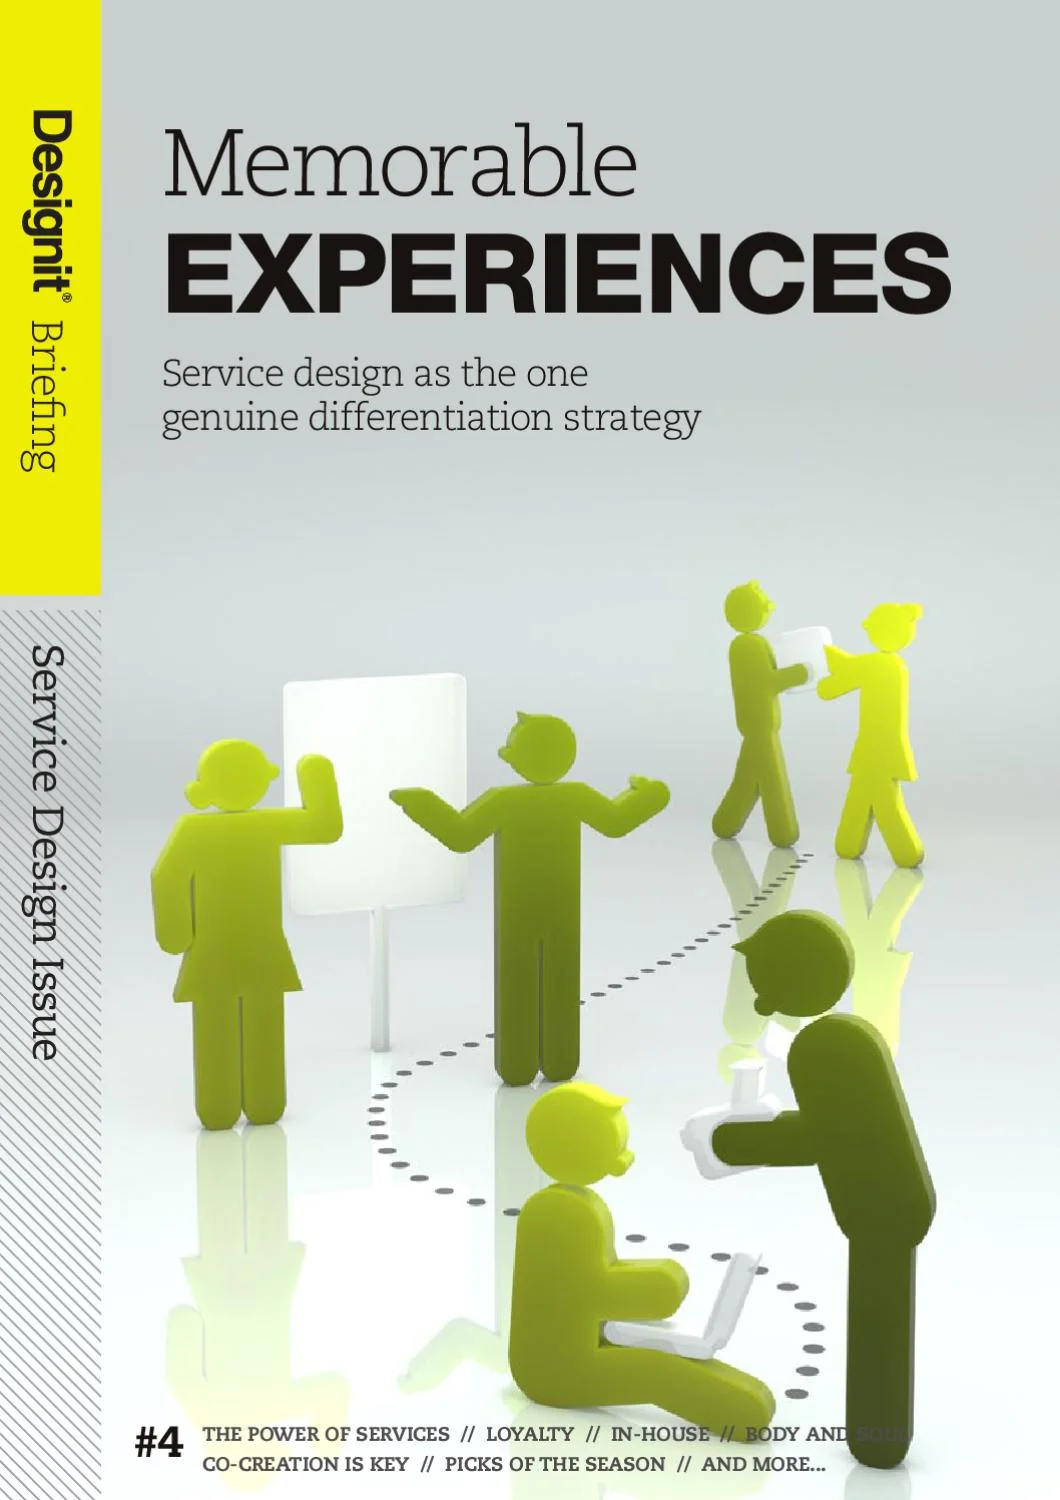 Designit® Briefing
Service Design Issue
Memorable
EXPERIENCES
Service design as the one
genuine differentiation strategy
#4
THE POWER OF SERVICES // LOYALTY // IN-HOUSE // BODY AND SOUL
CO-CREATION IS KEY // PICKS OF THE SEASON // AND MORE...